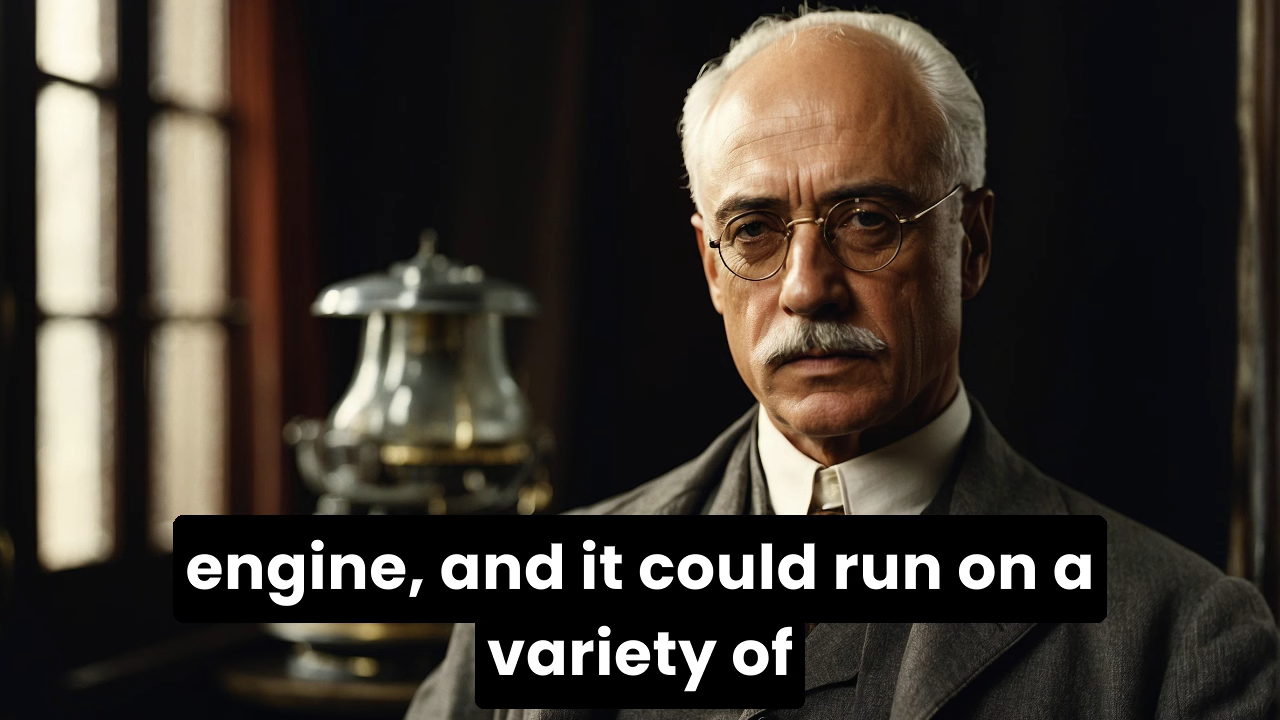 engine, and it could run on a
variety of